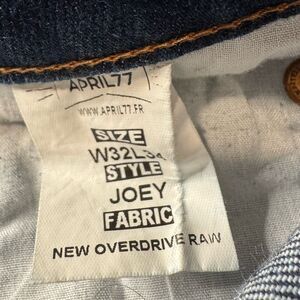 APRIL77
WWW.APRIL77.FR
SIZE
W32L34
STYLE
JOEY
FABRIC
NEW OVERDRIVE RAW